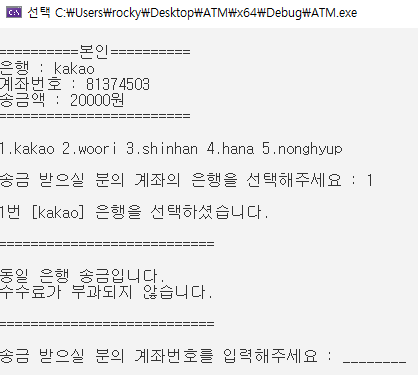 선택 C:\Users\rocky\Desktop\ATM\x64\Debug\ATM.exe
==========본인==========
은행 : kakao
계좌번호 : 81374503
송금액 : 20000원
========================
1.kakao 2.woori 3.shinhan 4.hana 5.nonghyup
송금 받으실 분의 계좌의 은행을 선택해주세요 : 1
1번 [kakao] 은행을 선택하셨습니다.
===========================
동일 은행 송금입니다.
수수료가 부과되지 않습니다.
===========================
송금 받으실 분의 계좌번호를 입력해주세요 : ________